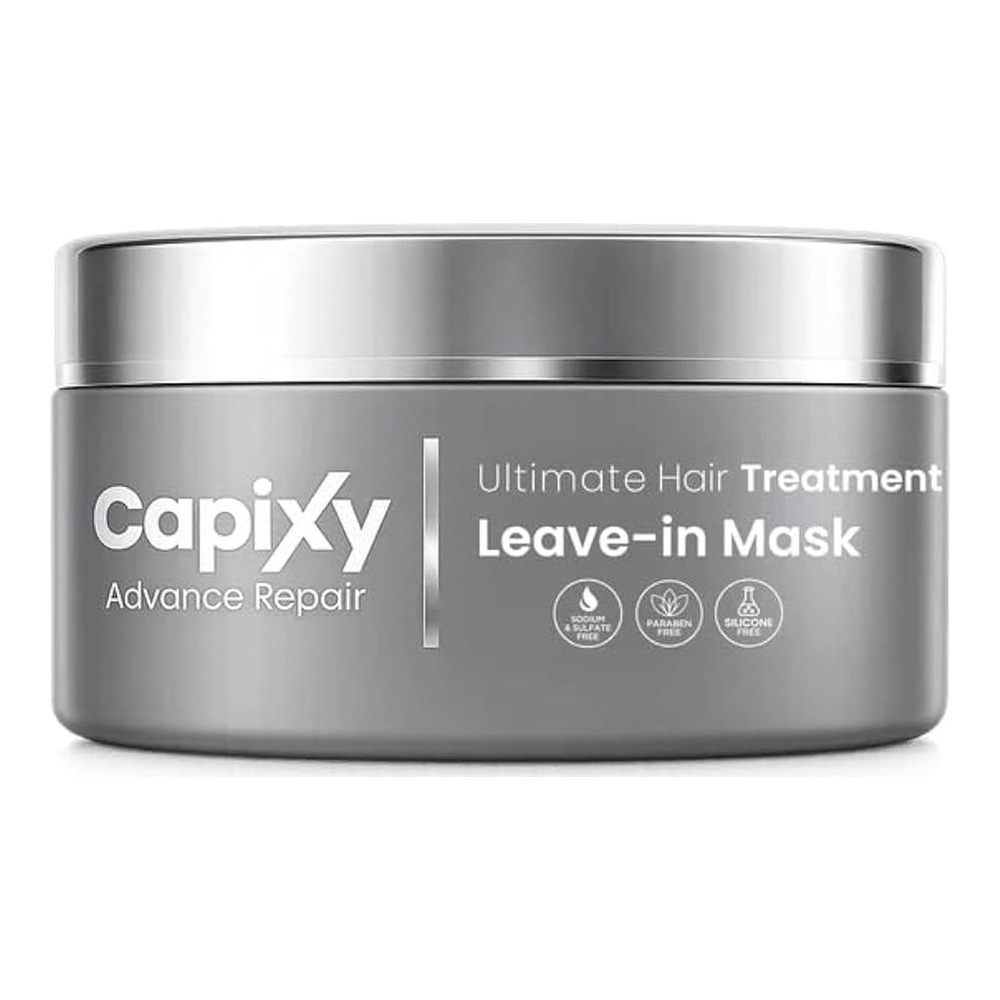 Capixy
Advance Repair
Ultimate Hair Treatment
Leave-in Mask
SODIUM
& SULFATE
FREE
PARABEN
FREE
SILICONE
FREE